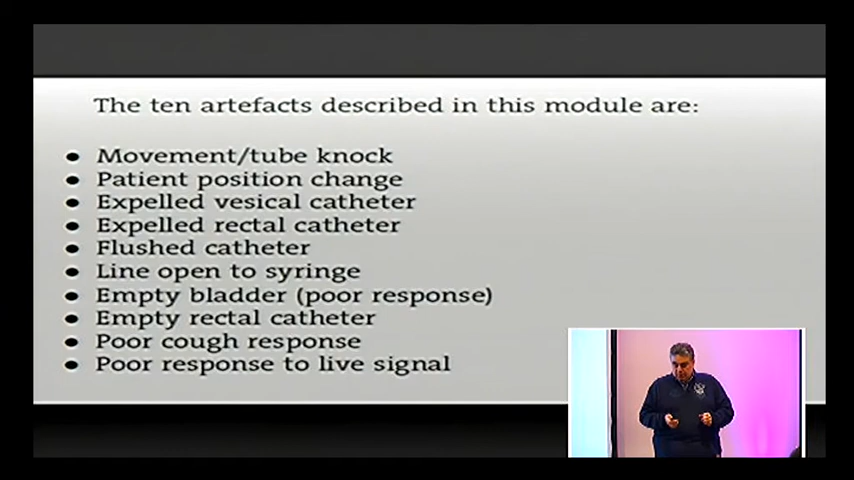 The ten artefacts described in this module are:
● Movement/tube knock
● Patient position change
● Expelled vesical catheter
● Expelled rectal catheter
● Flushed catheter
● Line open to syringe
● Empty bladder (poor response)
● Empty rectal catheter
● Poor cough response
● Poor response to live signal